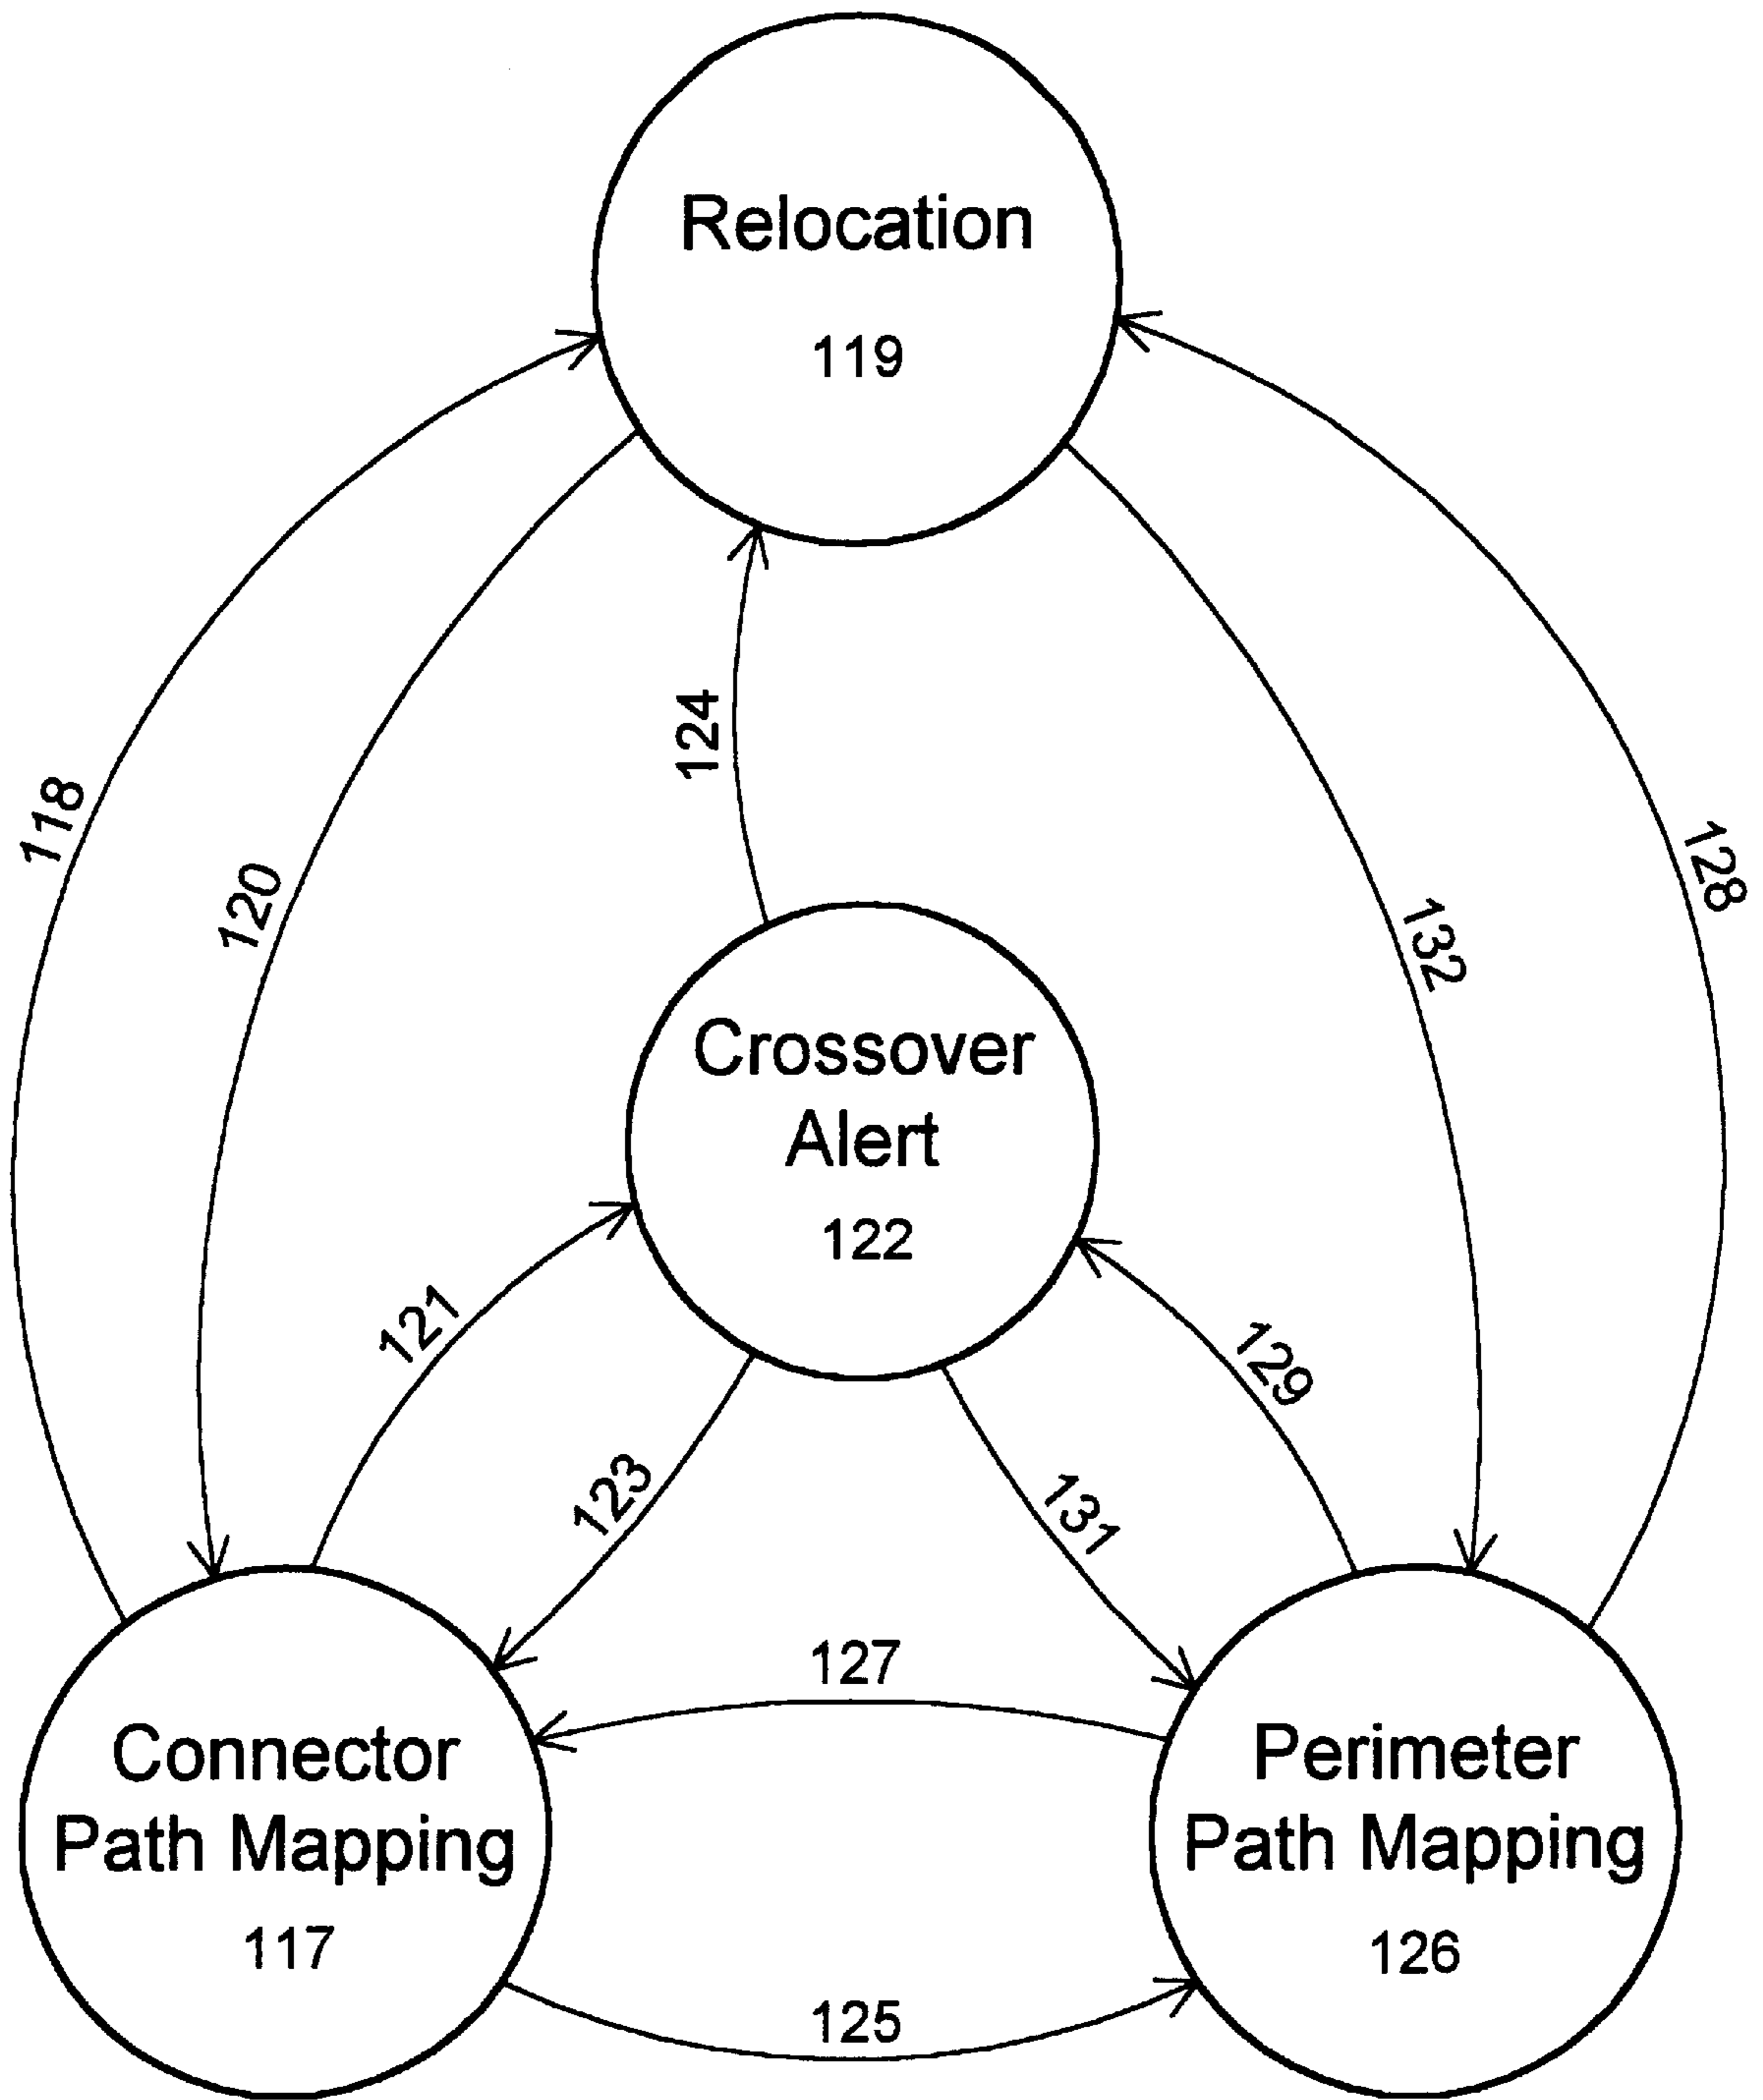 Relocation
119
124
118
120
128
132
Crossover
Alert
122
121
129
123
131
127
Connector
Path Mapping
117
Perimeter
Path Mapping
126
125